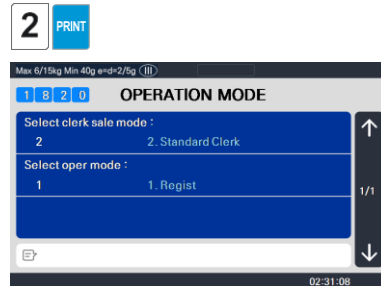 2 PRINT
Max 6/15kg Min 40g e=d=2/5g III
1 8 2 0 OPERATION MODE
Select clerk sale mode :
2 2. Standard Clerk
Select oper mode :
1 1. Regist
1/1
02:31:08